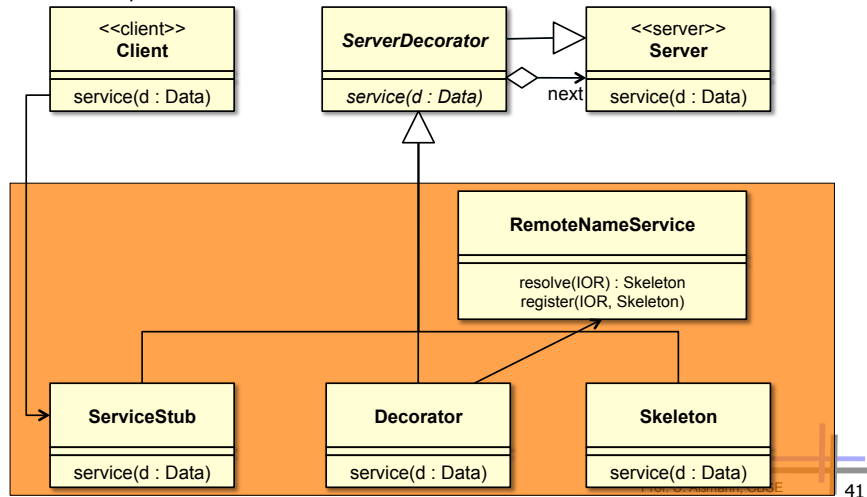 <<client>>
Client
service(d : Data)
ServerDecorator
service(d : Data)
next
<<server>>
Server
service(d : Data)
RemoteNameService
resolve(IOR) : Skeleton
register(IOR, Skeleton)
ServiceStub
service(d : Data)
Decorator
service(d : Data)
Skeleton
service(d : Data)
41